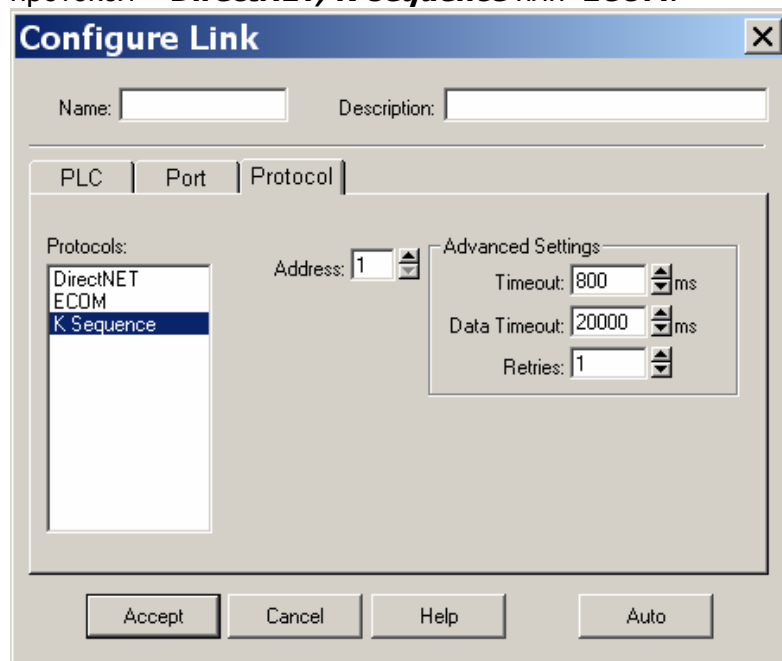 Configure Link
Name:
Description:
PLC
Port
Protocol
Protocols:
DirectNET
ECOM
K Sequence
Address: 1
Advanced Settings
Timeout: 800 ms
Data Timeout: 20000 ms
Retries: 1
Accept
Cancel
Help
Auto